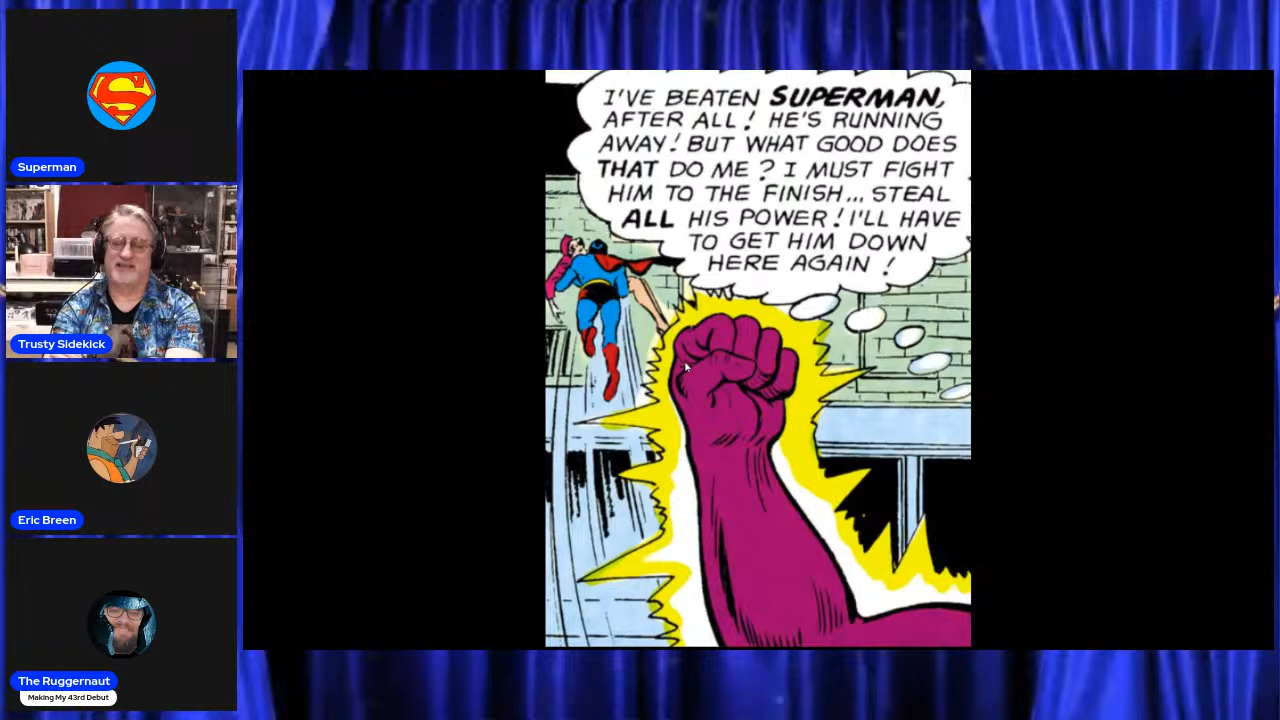 Superman
Trusty Sidekick
Eric Breen
The Ruggernaut
Making My 43rd Debut
I'VE BEATEN SUPERMAN,
AFTER ALL! HE'S RUNNING
AWAY! BUT WHAT GOOD DOES
THAT DO ME? I MUST FIGHT
HIM TO THE FINISH... STEAL
ALL HIS POWER! I'LL HAVE
TO GET HIM DOWN
HERE AGAIN!